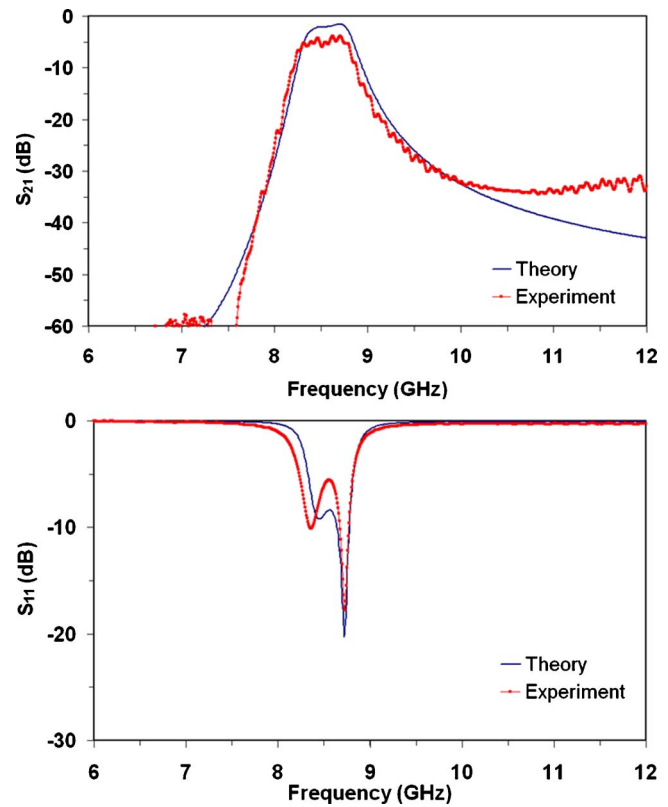 0
-10
-20
-30
-40
-50
-60
S21 (dB)
Theory
Experiment
6 7 8 9 10 11 12
Frequency (GHz)
0
-10
-20
-30
S11 (dB)
Theory
Experiment
6 7 8 9 10 11 12
Frequency (GHz)